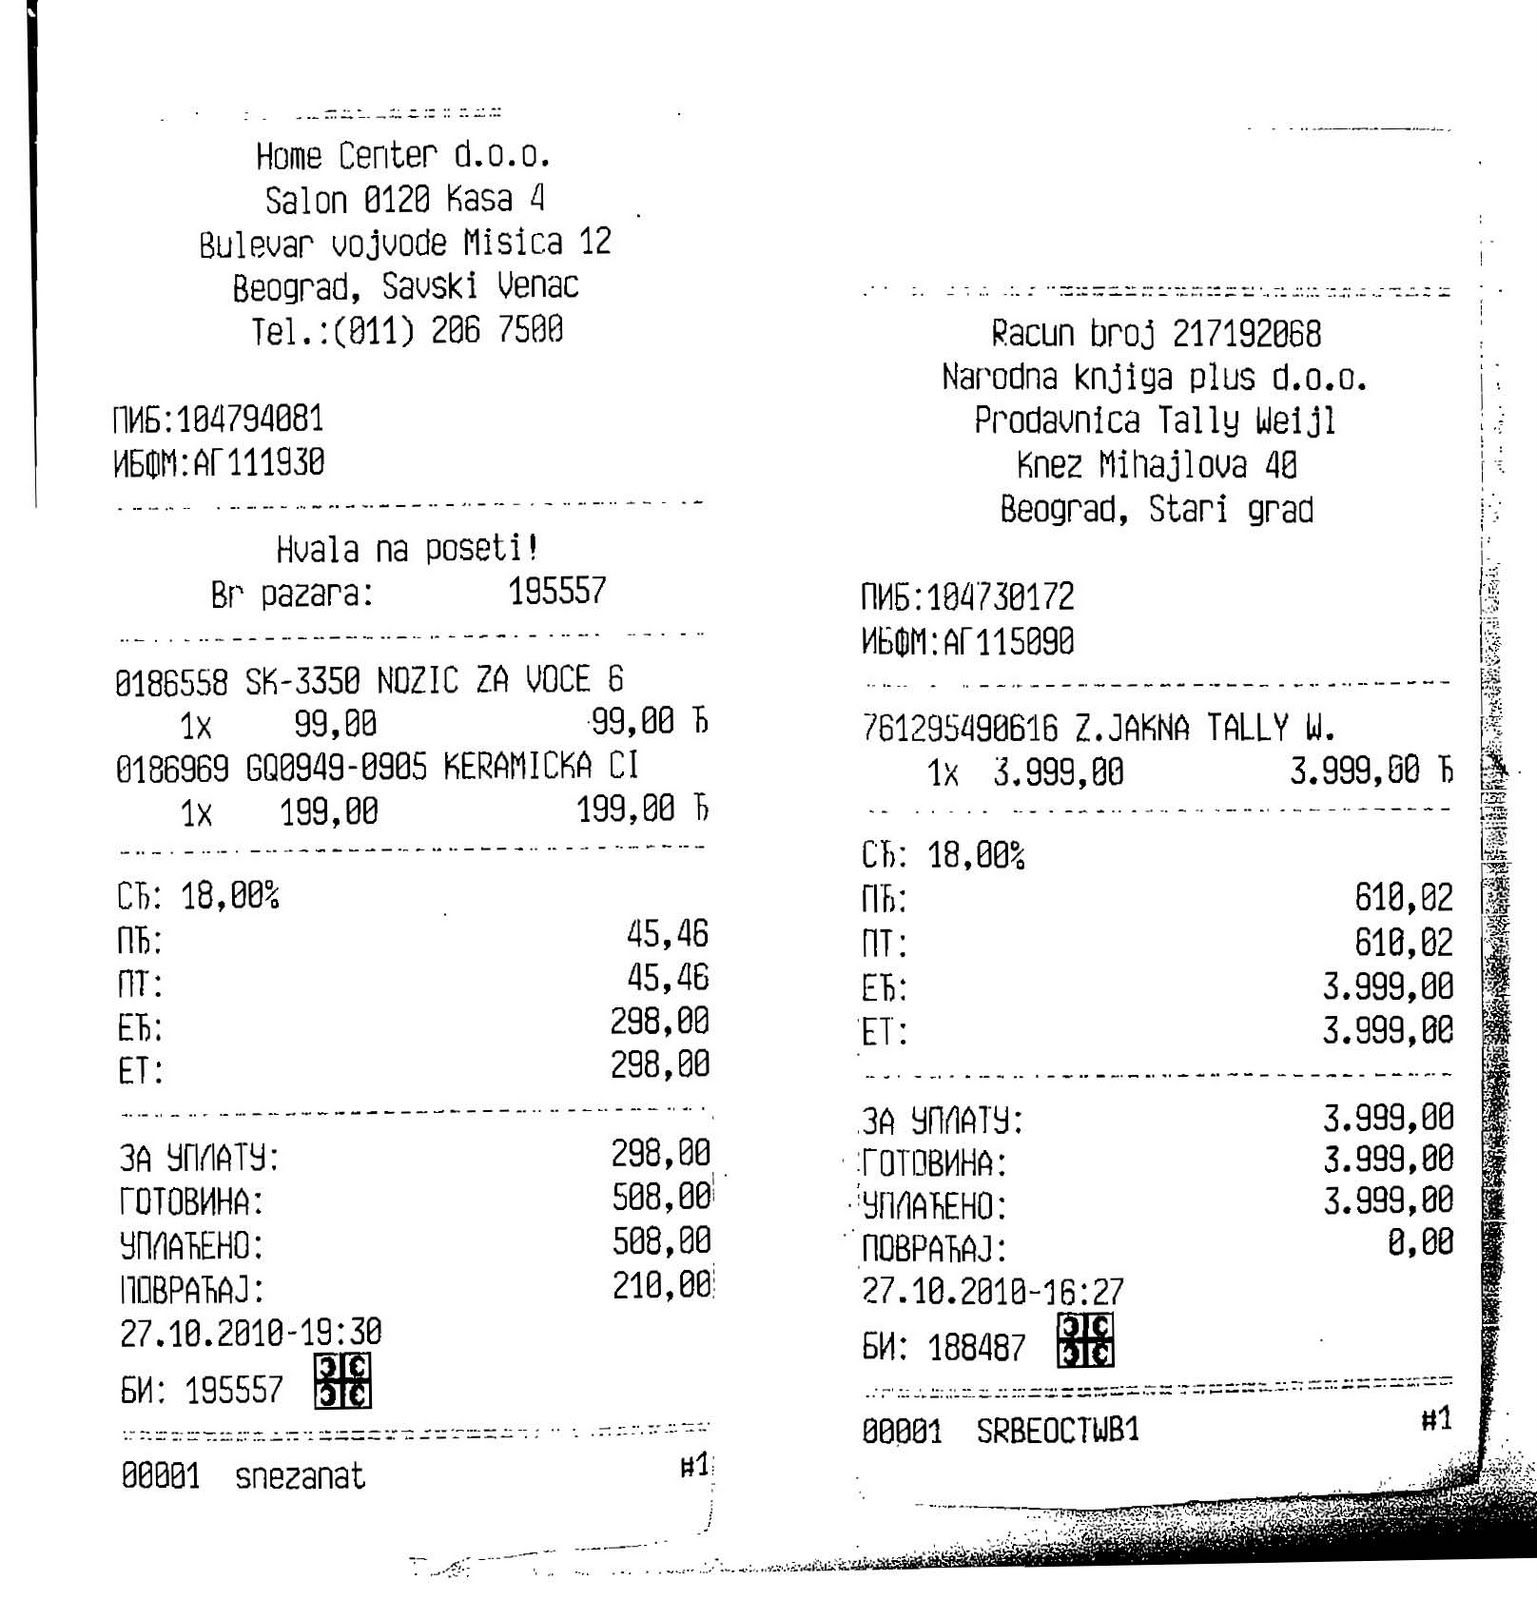 Home Center d.o.o.
Salon 0120 Kasa 4
Bulevar vojvode Misica 12
Beograd, Savski Venac
Tel.:(011) 206 7500
ПИБ:104794081
ИБФМ:АГ111930
Hvala na poseti!
Br pazara: 195557
0186558 SK-3350 NOZIC ZA VOCE 6
1x 99,00 99,00 Ђ
0186969 GQ0949-0905 KERAMICKA CI
1x 199,00 199,00 Ђ
СЂ: 18,00%
ПЂ: 45,46
ПТ: 45,46
ЕЂ: 298,00
ЕТ: 298,00
ЗА УПЛАТУ: 298,00
ГОТОВИНА: 508,00
УПЛАЋЕНО: 508,00
ПОВРАЋАЈ: 210,00
27.10.2010-19:30
БИ: 195557
00001 snezanat #1
Racun broj 217192068
Narodna knjiga plus d.o.o.
Prodavnica Tally Weijl
Knez Mihajlova 40
Beograd, Stari grad
ПИБ:104730172
ИБФМ:АГ115090
761295490616 Z.JAKNA TALLY W.
1x 3.999,00 3.999,00 Ђ
СЂ: 18,00%
ПЂ: 610,02
ПТ: 610,02
ЕЂ: 3.999,00
ЕТ: 3.999,00
ЗА УПЛАТУ: 3.999,00
ГОТОВИНА: 3.999,00
УПЛАЋЕНО: 3.999,00
ПОВРАЋАЈ: 0,00
27.10.2010-16:27
БИ: 188487
00001 SRBEOCTWB1 #1